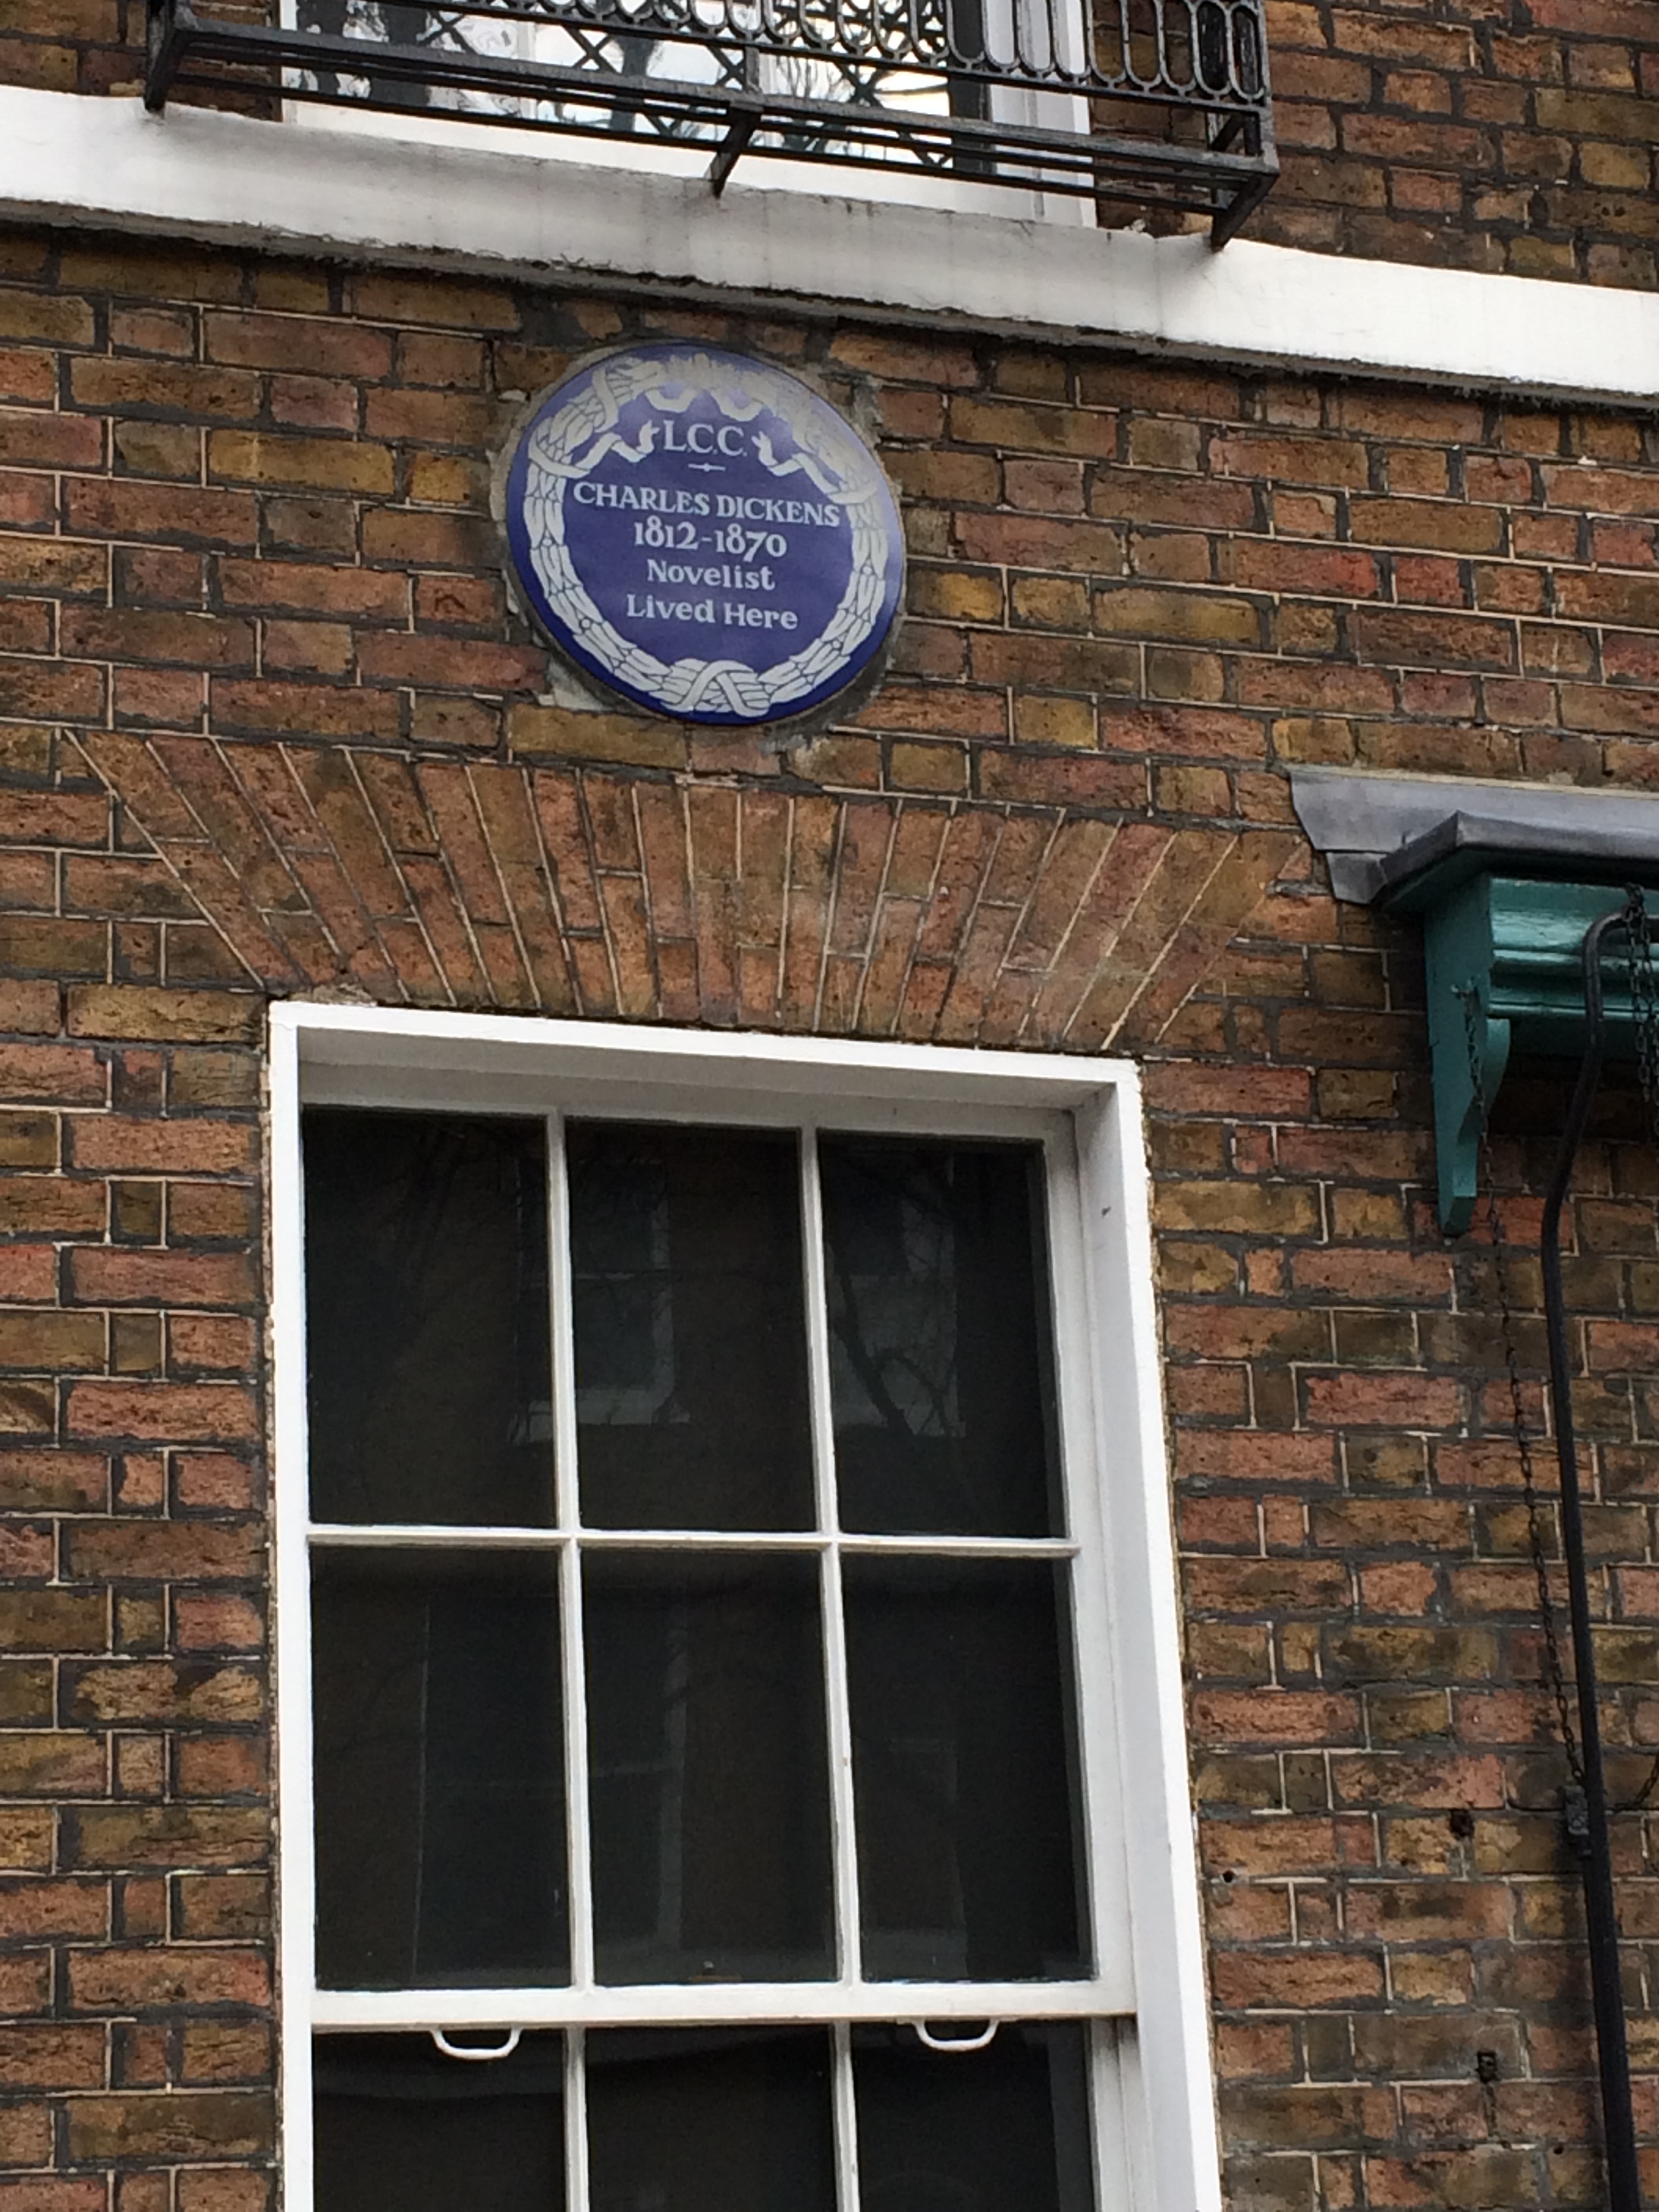 L.C.C.
CHARLES DICKENS
1812-1870
Novelist
Lived Here